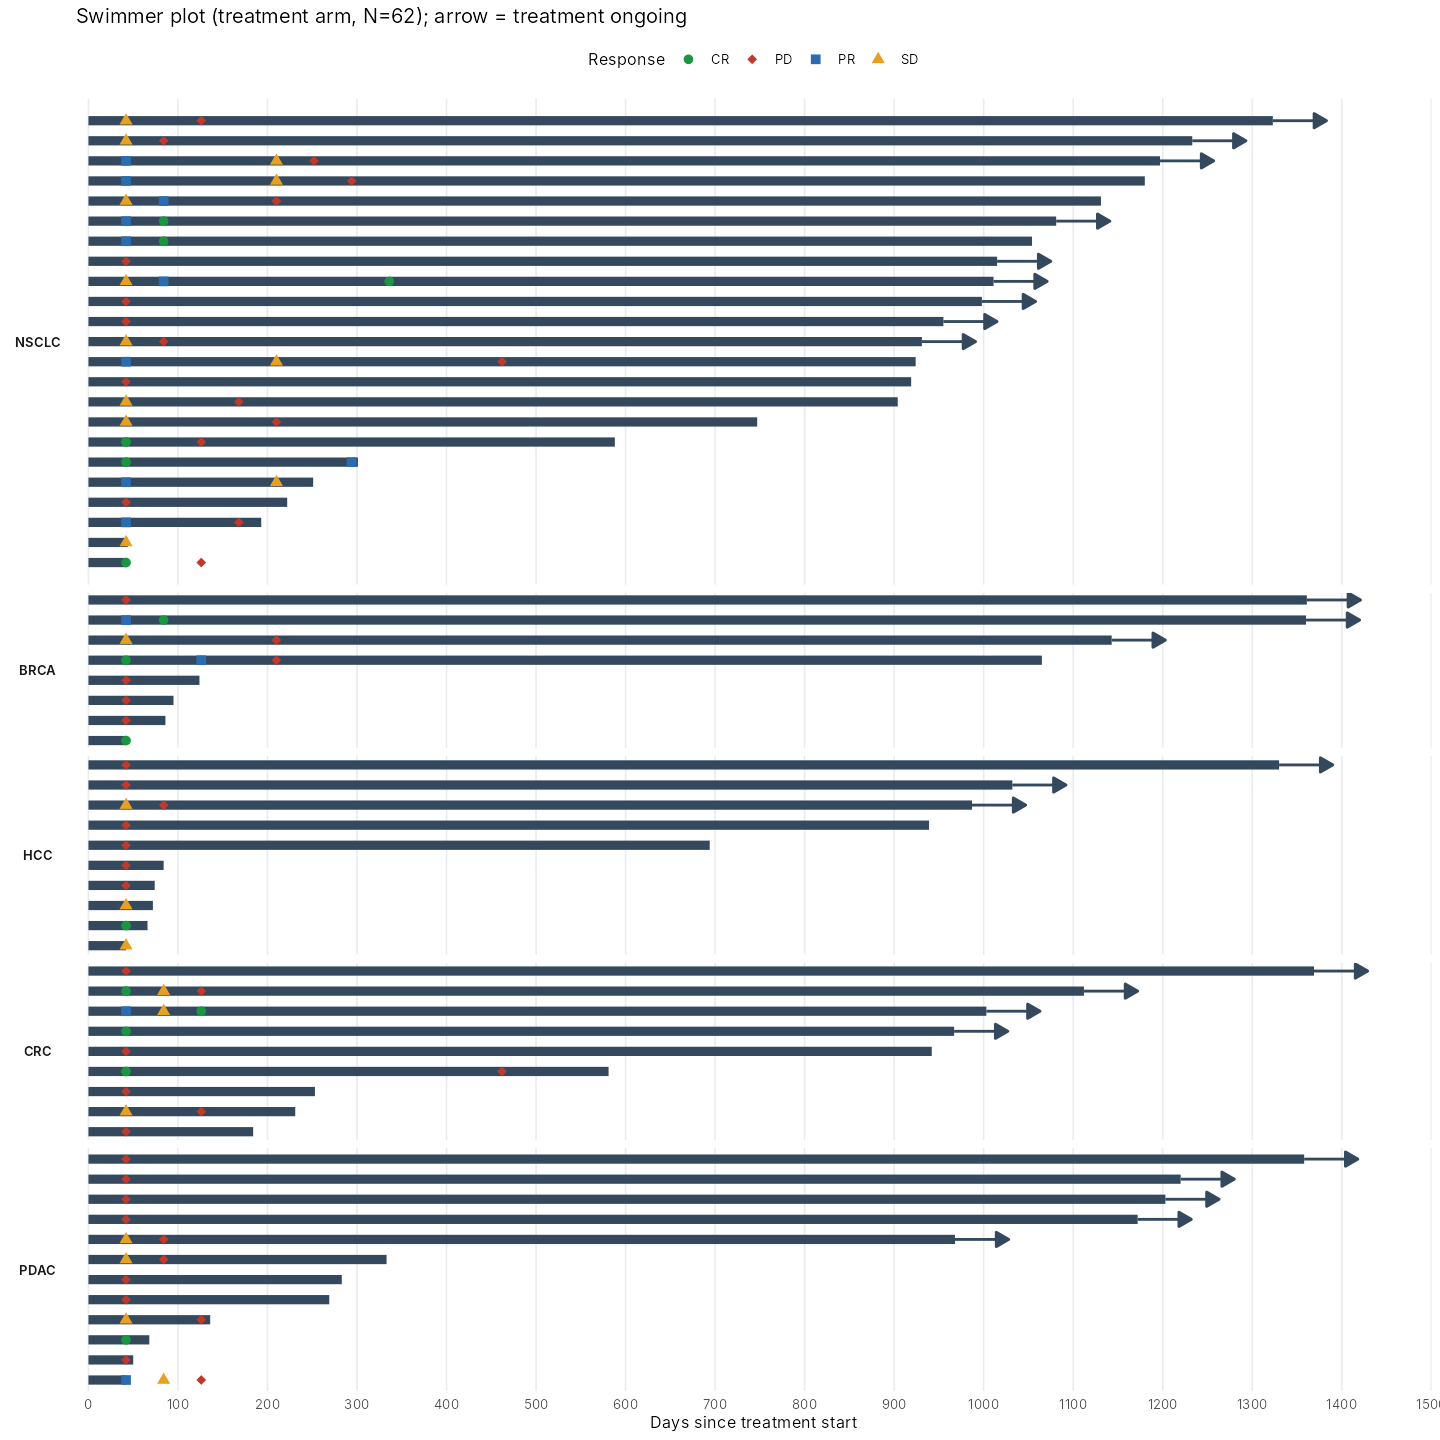 Swimmer plot (treatment arm, N=62); arrow = treatment ongoing
Response CR PD PR SD
NSCLC
BRCA
HCC
CRC
PDAC
0 100 200 300 400 500 600 700 800 900 1000 1100 1200 1300 1400 150
Days since treatment start